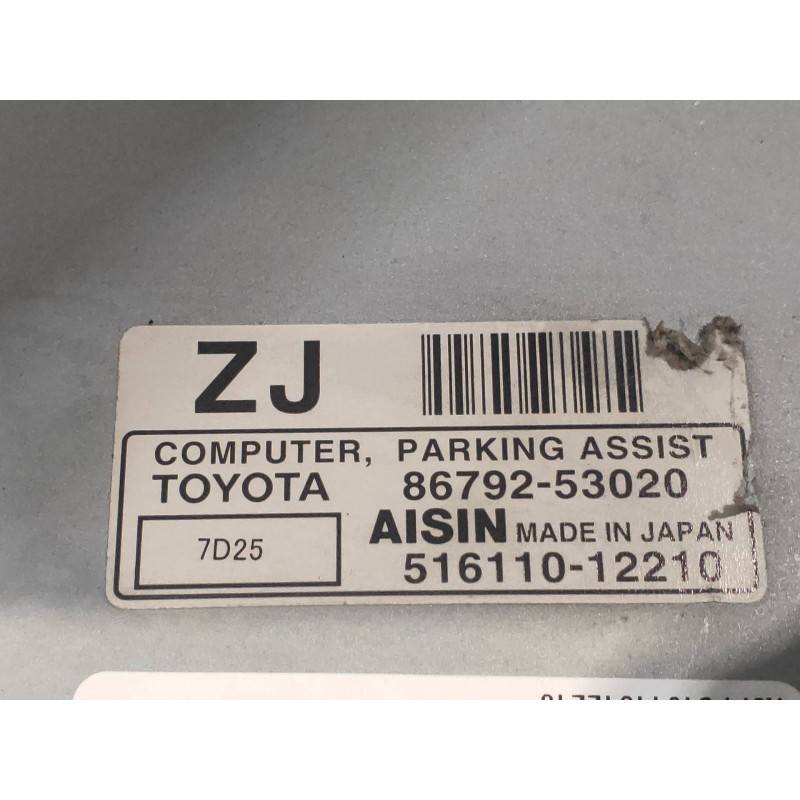 ZJ
COMPUTER, PARKING ASSIST
TOYOTA 86792-53020
7D25
AISIN MADE IN JAPAN
516110-12210